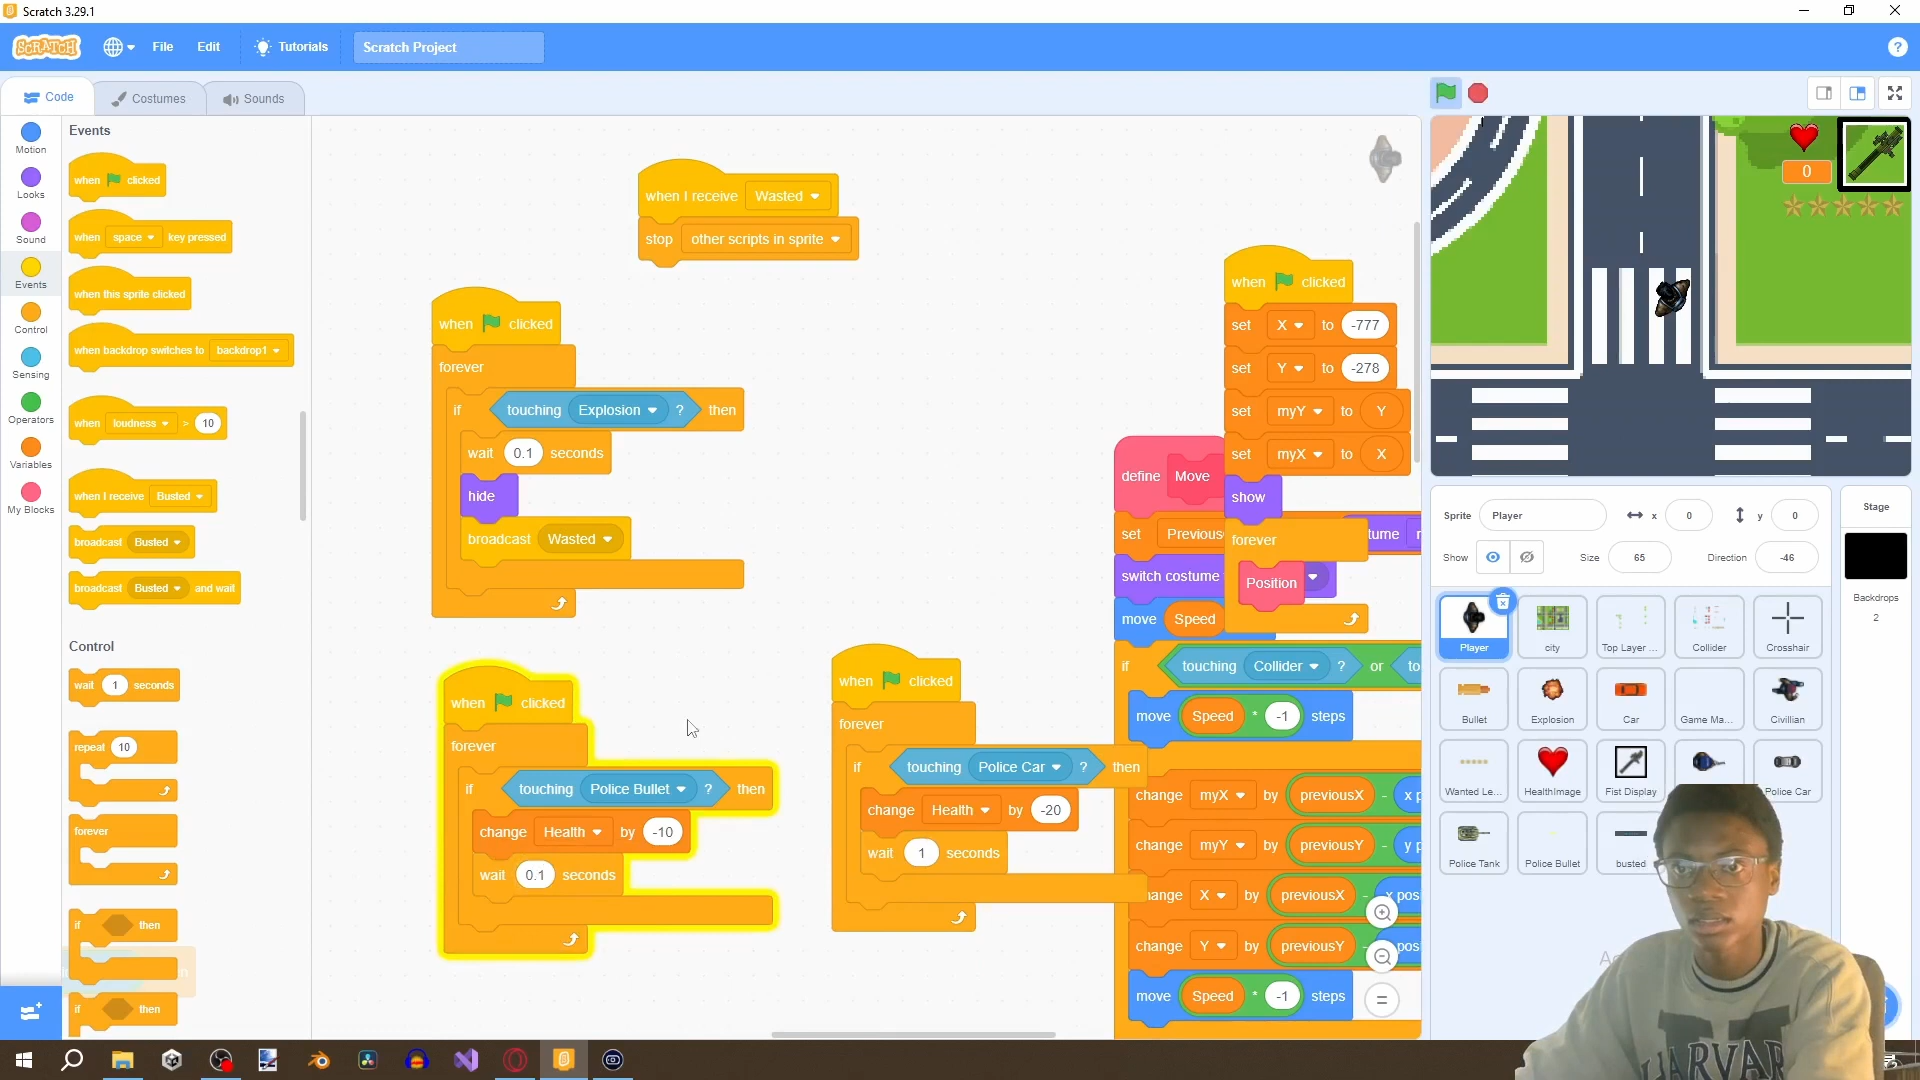 Scratch 3.29.1
SCRATCH
File
Edit
Tutorials
Scratch Project
Code
Costumes
Sounds
Motion
Looks
Sound
Events
Control
Sensing
Operators
Variables
My Blocks
Events
when clicked
when space key pressed
when this sprite clicked
when backdrop switches to backdrop1
when loudness > 10
when I receive Busted
broadcast Busted
broadcast Busted and wait
Control
wait 1 seconds
repeat 10
forever
if then
if then
when I receive Wasted
stop other scripts in sprite
when clicked
forever
if touching Explosion ? then
wait 0.1 seconds
hide
broadcast Wasted
when clicked
forever
if touching Police Bullet ? then
change Health by -10
wait 0.1 seconds
when clicked
forever
if touching Police Car ? then
change Health by -20
wait 1 seconds
when clicked
set X to -777
set Y to -278
set myY to Y
set myX to X
show
forever
Position
define Move
set Previous
switch costume
move Speed
if touching Collider ? or
move Speed * -1 steps
change myX by previousX - x p
change myY by previousY - y p
change X by previousX - x pos
change Y by previousY - pos
move Speed * -1 steps
0
Sprite Player x 0 y 0
Show Size 65 Direction -46
Stage
Backdrops
2
Player
city
Top Layer ...
Collider
Crosshair
Bullet
Explosion
Car
Game Ma...
Civillian
Wanted Le...
HealthImage
Fist Display
Police Car
Police Tank
Police Bullet
busted
HARVAR